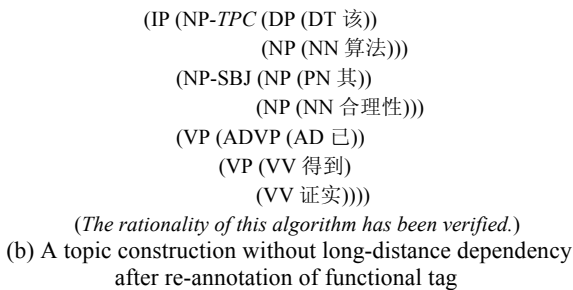 (IP (NP-TPC (DP (DT 该))
(NP (NN 算法)))
(NP-SBJ (NP (PN 其))
(NP (NN 合理性)))
(VP (ADVP (AD 已))
(VP (VV 得到)
(VV 证实))))
(The rationality of this algorithm has been verified.)
(b) A topic construction without long-distance dependency
after re-annotation of functional tag